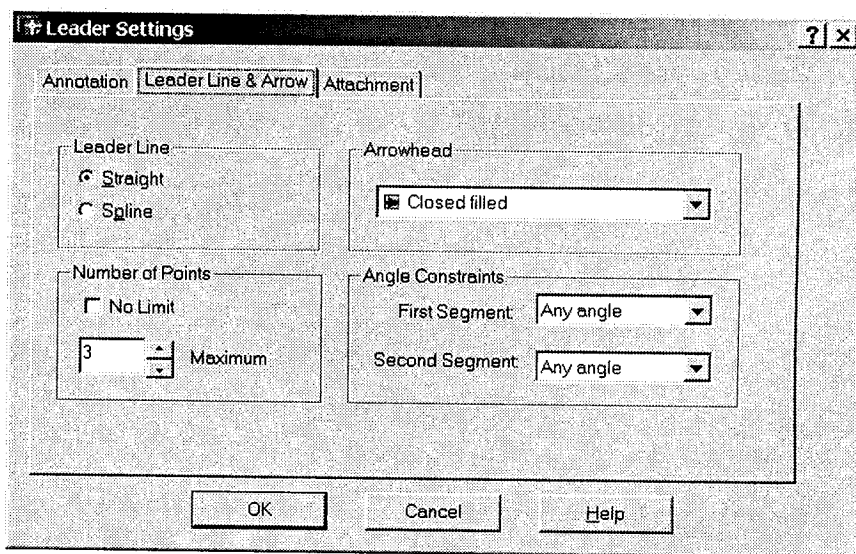 Leader Settings
? ×
Annotation Leader Line & Arrow Attachment
Leader Line
Straight
Spline
Arrowhead
Closed filled
Number of Points
No Limit
3 Maximum
Angle Constraints
First Segment: Any angle
Second Segment: Any angle
OK Cancel Help